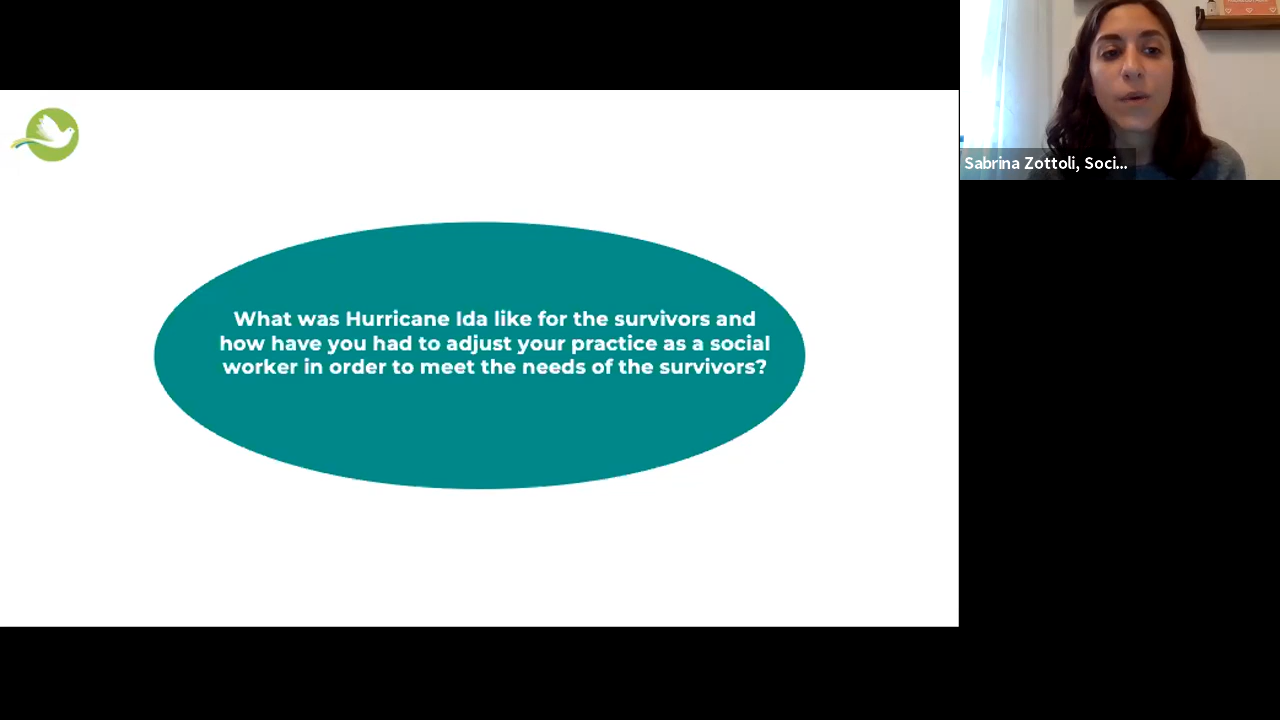 What was Hurricane Ida like for the survivors and
how have you had to adjust your practice as a social
worker in order to meet the needs of the survivors?
Sabrina Zottoli, Soci...